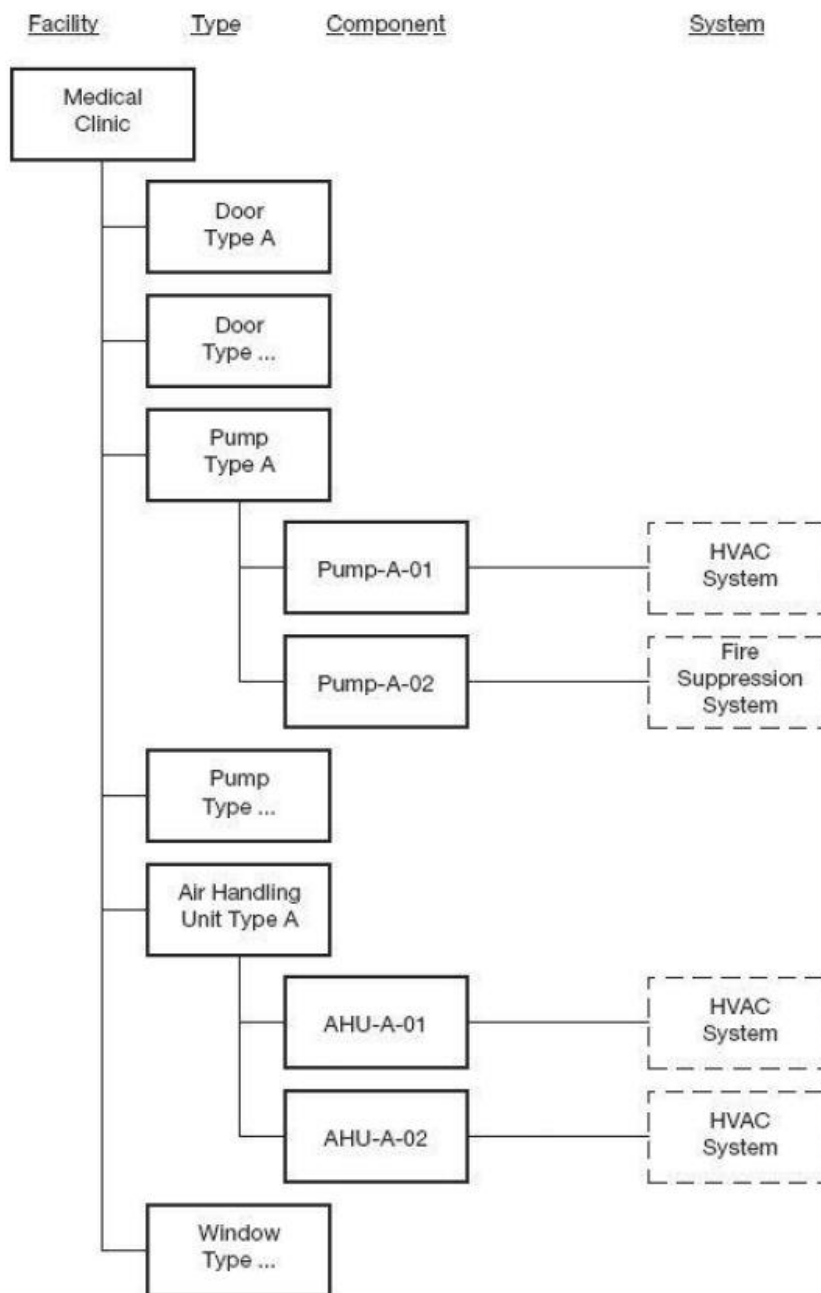 Facility Type Component System
Medical
Clinic
Door
Type A
Door
Type ...
Pump
Type A
Pump-A-01
HVAC
System
Pump-A-02
Fire
Suppression
System
Pump
Type ...
Air Handling
Unit Type A
AHU-A-01
HVAC
System
AHU-A-02
HVAC
System
Window
Type ...